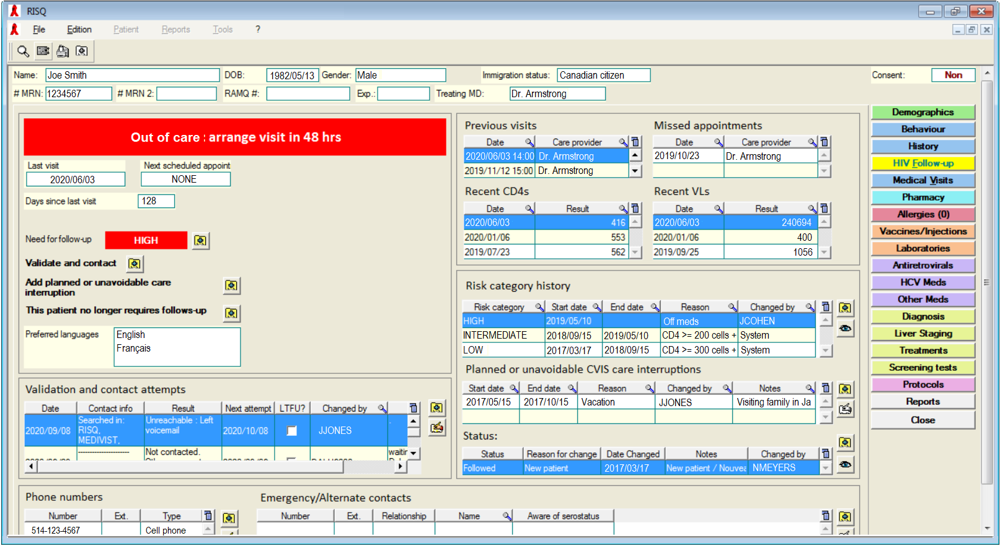 RISQ
File Edition Patient Reports Tools ?
Name: Joe Smith DOB: 1982/05/13 Gender: Male Immigration status: Canadian citizen Consent: Non
# MRN: 1234567 # MRN 2: RAMQ #: Exp.: Treating MD: Dr. Armstrong
Out of care : arrange visit in 48 hrs
Last visit Next scheduled appoint
2020/06/03 NONE
Days since last visit 128
Need for follow-up HIGH
Validate and contact
Add planned or unavoidable care
interruption
This patient no longer requires follows-up
Preferred languages English
Français
Validation and contact attempts
Date Contact info Result Next attempt LTFU? Changed by
2020/09/08 Searched in: RISQ, MEDIVIST, Unreachable : Left voicemail 2020/10/08 JJONES .
--------------------- Not contacted. waitin
Previous visits
Date Care provider
2020/06/03 14:00 Dr. Armstrong
2019/11/12 15:00 Dr. Armstrong
Missed appointments
Date Care provider
2019/10/23 Dr. Armstrong
Recent CD4s
Date Result
2020/06/03 416
2020/01/06 553
2019/07/23 562
Recent VLs
Date Result
2020/06/03 240694
2020/01/06 400
2019/09/25 1056
Risk category history
Risk category Start date End date Reason Changed by
HIGH 2019/05/10 Off meds JCOHEN
INTERMEDIATE 2018/09/15 2019/05/10 CD4 >= 200 cells + System
LOW 2017/03/17 2018/09/15 CD4 >= 300 cells + System
Planned or unavoidable CVIS care interruptions
Start date End date Reason Changed by Notes
2017/05/15 2017/10/15 Vacation JJONES Visiting family in Ja
Status:
Status Reason for change Date Changed Notes Changed by
Followed New patient 2017/03/17 New patient / Nouvea NMEYERS
Demographics
Behaviour
History
HIV Follow-up
Medical Visits
Pharmacy
Allergies (0)
Vaccines/Injections
Laboratories
Antiretrovirals
HCV Meds
Other Meds
Diagnosis
Liver Staging
Treatments
Screening tests
Protocols
Reports
Close
Phone numbers
Number Ext. Type
514-123-4567 Cell phone
Emergency/Alternate contacts
Number Ext. Relationship Name Aware of serostatus